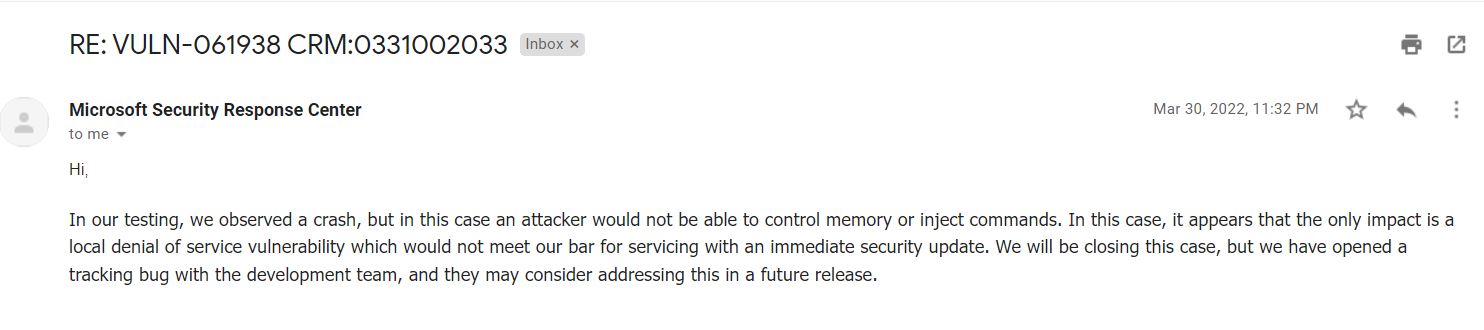 RE: VULN-061938 CRM:0331002033 Inbox ×
Microsoft Security Response Center Mar 30, 2022, 11:32 PM
to me
Hi,
In our testing, we observed a crash, but in this case an attacker would not be able to control memory or inject commands. In this case, it appears that the only impact is a
local denial of service vulnerability which would not meet our bar for servicing with an immediate security update. We will be closing this case, but we have opened a
tracking bug with the development team, and they may consider addressing this in a future release.